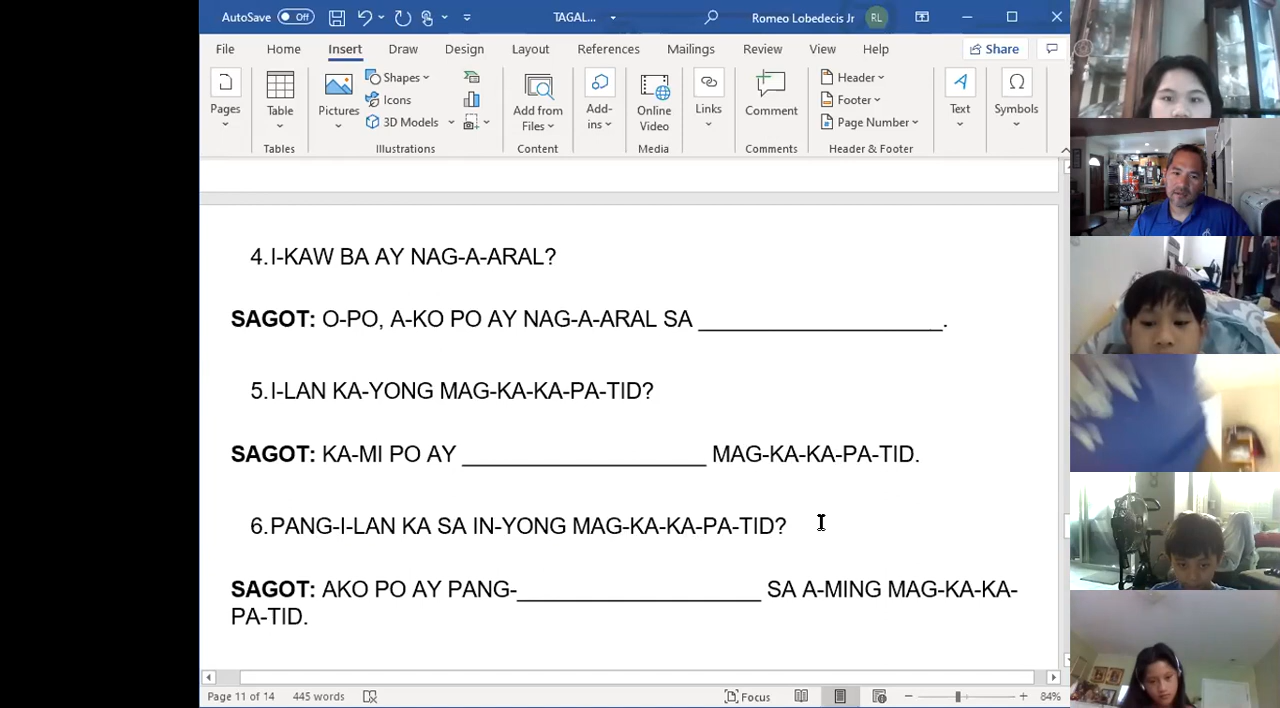 AutoSave Off TAGAL... Romeo Lobedecis Jr RL
File Home Insert Draw Design Layout References Mailings Review View Help Share
Pages Table Pictures Shapes Icons 3D Models Add from Files Add-ins Online Video Links Comment Header Footer Page Number Text Symbols
Tables Illustrations Content Media Comments Header & Footer
4. I-KAW BA AY NAG-A-ARAL?
SAGOT: O-PO, A-KO PO AY NAG-A-ARAL SA ____________________.
5. I-LAN KA-YONG MAG-KA-KA-PA-TID?
SAGOT: KA-MI PO AY ____________________ MAG-KA-KA-PA-TID.
6. PANG-I-LAN KA SA IN-YONG MAG-KA-KA-PA-TID?
SAGOT: AKO PO AY PANG-____________________ SA A-MING MAG-KA-KA-
PA-TID.
Page 11 of 14 445 words Focus 84%